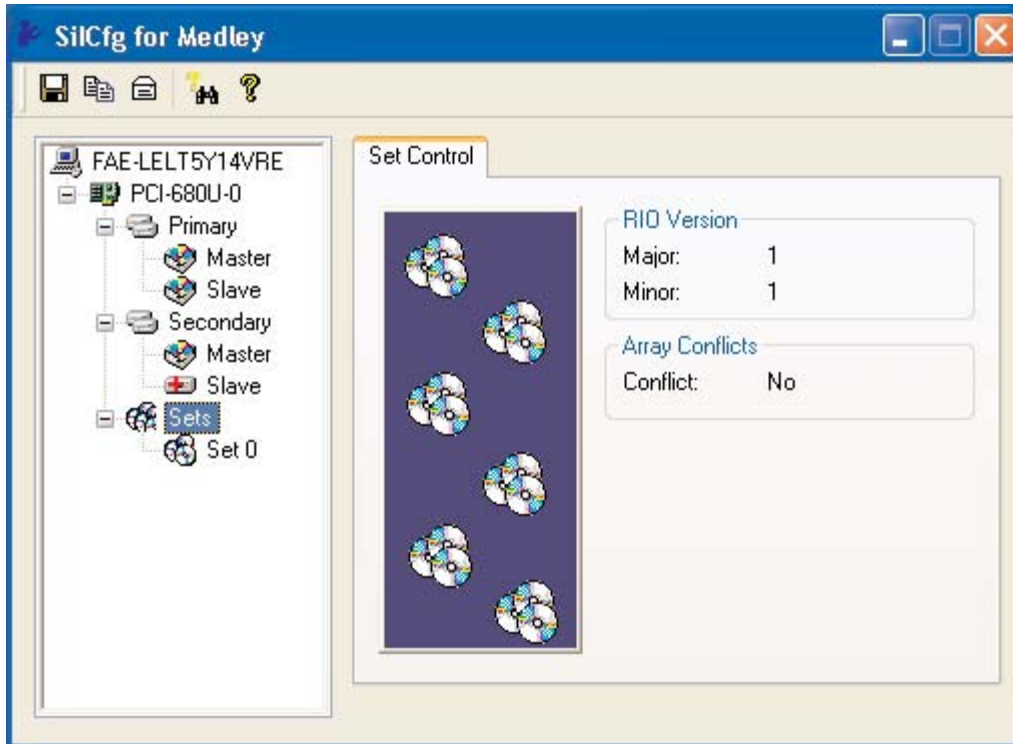 SilCfg for Medley
FAE-LELT5Y14VRE
PCI-680U-0
Primary
Master
Slave
Secondary
Master
Slave
Sets
Set 0
Set Control
RIO Version
Major: 1
Minor: 1
Array Conflicts
Conflict: No